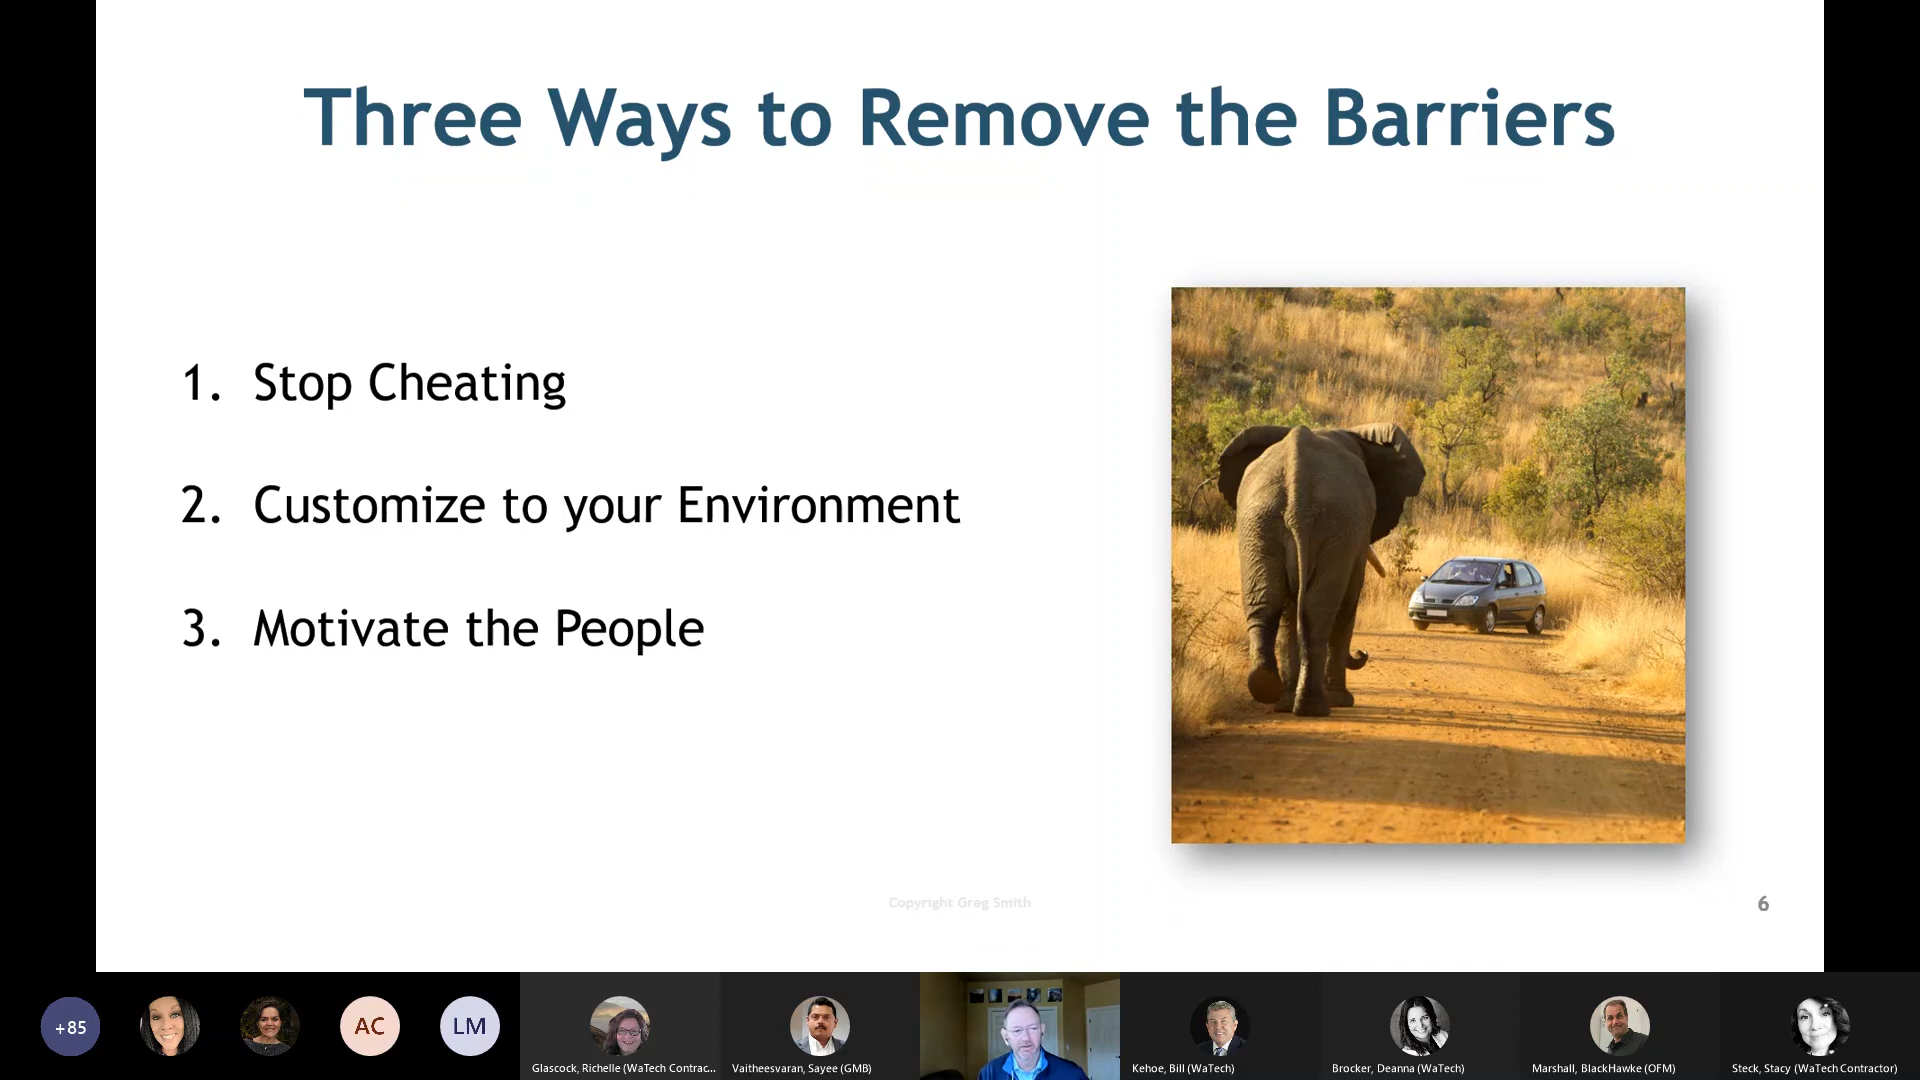 Three Ways to Remove the Barriers
1. Stop Cheating
2. Customize to your Environment
3. Motivate the People
Copyright Greg Smith
6
+85
AC
LM
Glascock, Richelle (WaTech Contrac...
Vaitheesvaran, Sayee (GMB)
Kehoe, Bill (WaTech)
Brocker, Deanna (WaTech)
Marshall, BlackHawke (OFM)
Steck, Stacy (WaTech Contractor)